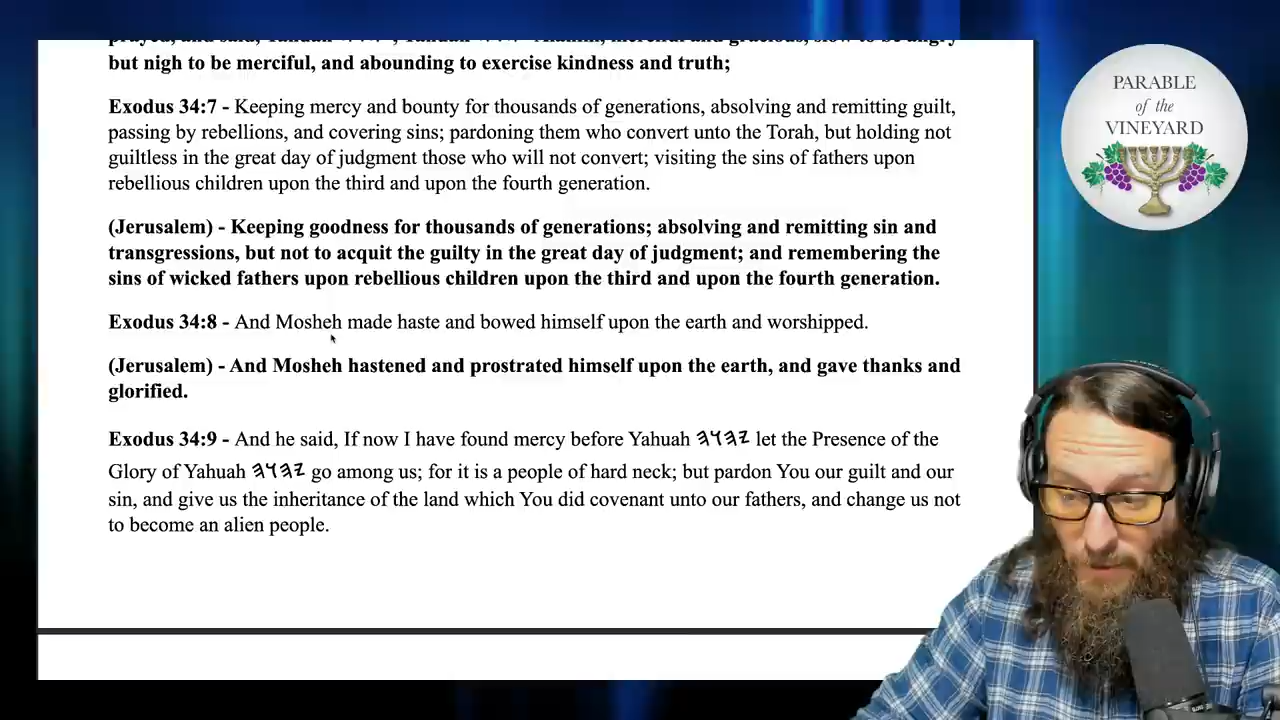 but nigh to be merciful, and abounding to exercise kindness and truth;
Exodus 34:7 - Keeping mercy and bounty for thousands of generations, absolving and remitting guilt,
passing by rebellions, and covering sins; pardoning them who convert unto the Torah, but holding not
guiltless in the great day of judgment those who will not convert; visiting the sins of fathers upon
rebellious children upon the third and upon the fourth generation.
(Jerusalem) - Keeping goodness for thousands of generations; absolving and remitting sin and
transgressions, but not to acquit the guilty in the great day of judgment; and remembering the
sins of wicked fathers upon rebellious children upon the third and upon the fourth generation.
Exodus 34:8 - And Mosheh made haste and bowed himself upon the earth and worshipped.
(Jerusalem) - And Mosheh hastened and prostrated himself upon the earth, and gave thanks and
glorified.
Exodus 34:9 - And he said, If now I have found mercy before Yahuah 𐤉𐤄𐤅𐤄 let the Presence of the
Glory of Yahuah 𐤉𐤄𐤅𐤄 go among us; for it is a people of hard neck; but pardon You our guilt and our
sin, and give us the inheritance of the land which You did covenant unto our fathers, and change us not
to become an alien people.
PARABLE
of the
VINEYARD